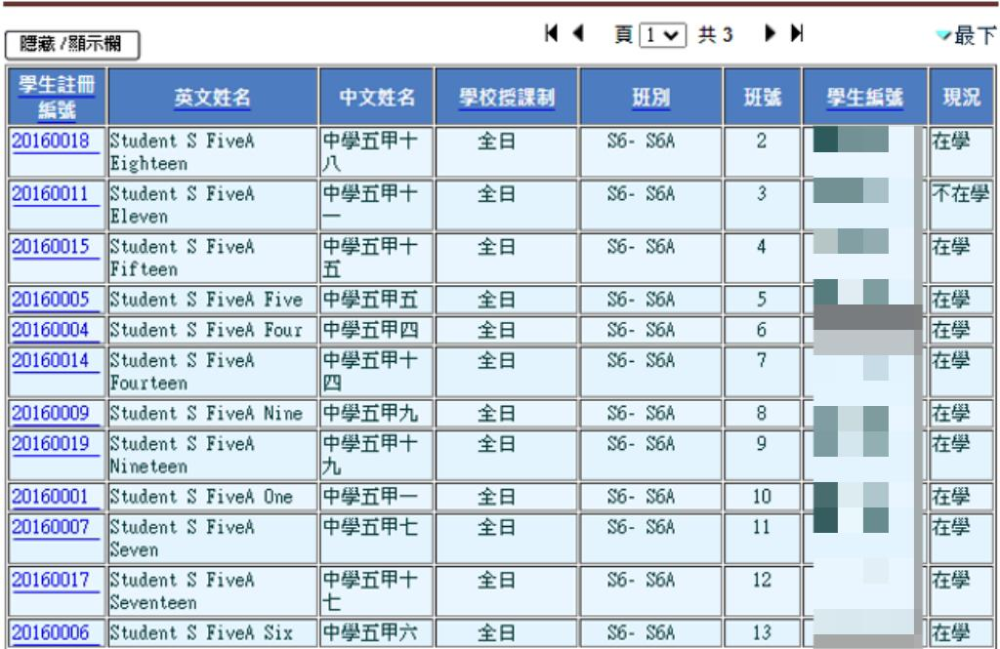 隱藏 /顯示欄 頁 1 共 3 最下
學生註冊編號 英文姓名 中文姓名 學校授課制 班別 班號 學生編號 現況
20160018 Student S FiveA Eighteen 中學五甲十八 全日 S6- S6A 2 在學
20160011 Student S FiveA Eleven 中學五甲十一 全日 S6- S6A 3 不在學
20160015 Student S FiveA Fifteen 中學五甲十五 全日 S6- S6A 4 在學
20160005 Student S FiveA Five 中學五甲五 全日 S6- S6A 5 在學
20160004 Student S FiveA Four 中學五甲四 全日 S6- S6A 6 在學
20160014 Student S FiveA Fourteen 中學五甲十四 全日 S6- S6A 7 在學
20160009 Student S FiveA Nine 中學五甲九 全日 S6- S6A 8 在學
20160019 Student S FiveA Nineteen 中學五甲十九 全日 S6- S6A 9 在學
20160001 Student S FiveA One 中學五甲一 全日 S6- S6A 10 在學
20160007 Student S FiveA Seven 中學五甲七 全日 S6- S6A 11 在學
20160017 Student S FiveA Seventeen 中學五甲十七 全日 S6- S6A 12 在學
20160006 Student S FiveA Six 中學五甲六 全日 S6- S6A 13 在學